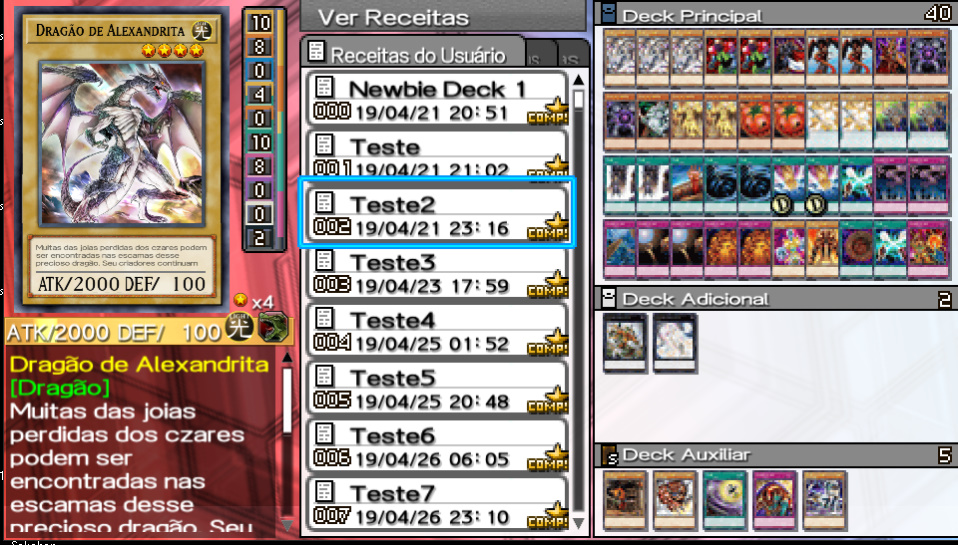 DRAGÃO DE ALEXANDRITA
光
Muitas das joias perdidas dos czares podem
ser encontradas nas escamas desse
precioso dragão. Seu criadores continuam
ATK/2000 DEF/ 100
x4
ATK/2000 DEF/ 100
光
Dragão de Alexandrita
[Dragão]
Muitas das joias
perdidas dos czares
podem ser
encontradas nas
escamas desse
precioso dragão. Seu
10
8
0
4
0
10
8
0
0
2
Ver Receitas
Receitas do Usuário
Newbie Deck 1
000 19/04/21 20:51 COMP!
Teste
001 19/04/21 21:02
Teste2
002 19/04/21 23:16 COMP!
Teste3
003 19/04/23 17:59 COMP!
Teste4
004 19/04/25 01:52 COMP!
Teste5
005 19/04/25 20:48 COMP!
Teste6
006 19/04/26 06:05 COMP!
Teste7
007 19/04/26 23:10 COMP!
Deck Principal 40
Deck Adicional 2
Deck Auxiliar 5